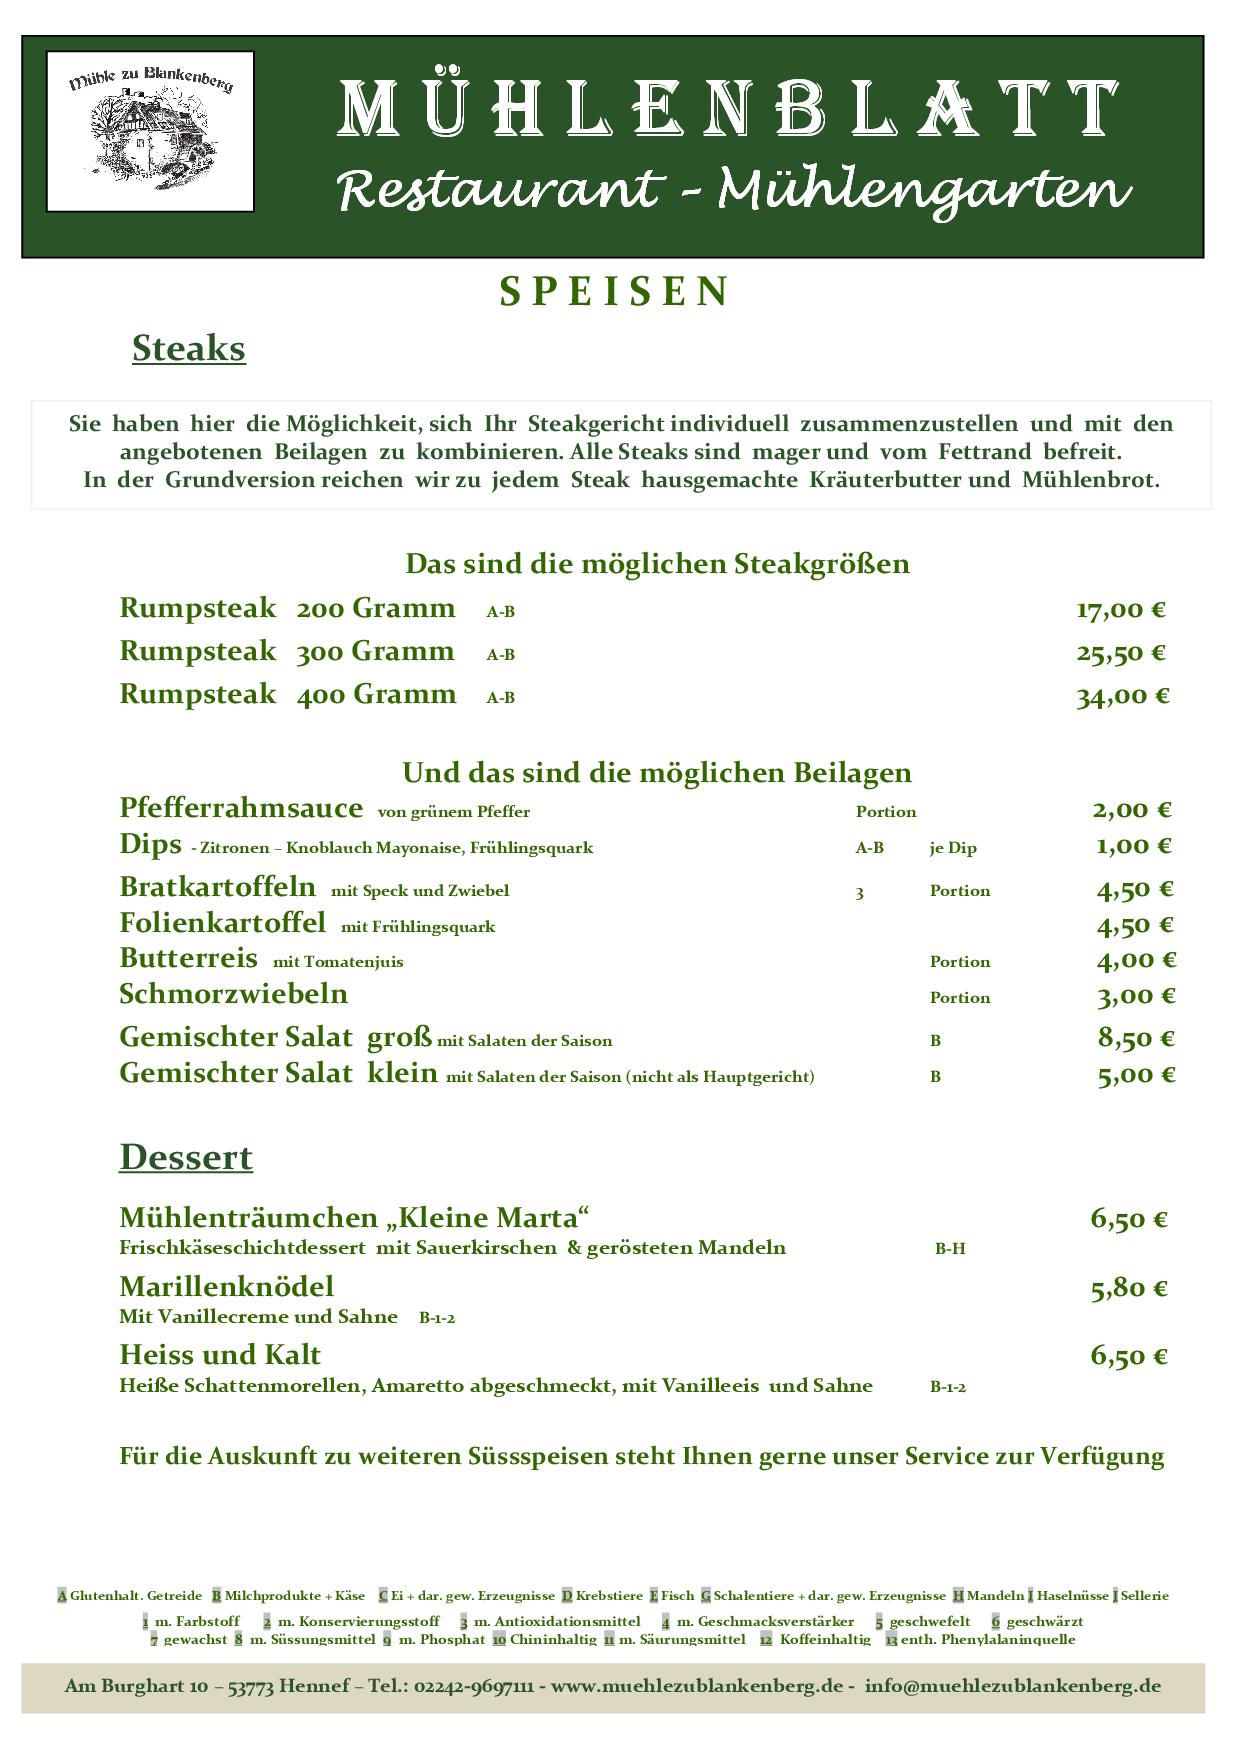 Mühle zu Blankenberg
MÜHLENBLATT
Restaurant - Mühlengarten
SPEISEN
Steaks
Sie haben hier die Möglichkeit, sich Ihr Steakgericht individuell zusammenzustellen und mit den
angebotenen Beilagen zu kombinieren. Alle Steaks sind mager und vom Fettrand befreit.
In der Grundversion reichen wir zu jedem Steak hausgemachte Kräuterbutter und Mühlenbrot.
Das sind die möglichen Steakgrößen
Rumpsteak 200 Gramm A-B 17,00 €
Rumpsteak 300 Gramm A-B 25,50 €
Rumpsteak 400 Gramm A-B 34,00 €
Und das sind die möglichen Beilagen
Pfefferrahmsauce von grünem Pfeffer Portion 2,00 €
Dips - Zitronen – Knoblauch Mayonaise, Frühlingsquark A-B je Dip 1,00 €
Bratkartoffeln mit Speck und Zwiebel 3 Portion 4,50 €
Folienkartoffel mit Frühlingsquark 4,50 €
Butterreis mit Tomatenjuis Portion 4,00 €
Schmorzwiebeln Portion 3,00 €
Gemischter Salat groß mit Salaten der Saison B 8,50 €
Gemischter Salat klein mit Salaten der Saison (nicht als Hauptgericht) B 5,00 €
Dessert
Mühlenträumchen „Kleine Marta“ 6,50 €
Frischkäseschichtdessert mit Sauerkirschen & gerösteten Mandeln B-H
Marillenknödel 5,80 €
Mit Vanillecreme und Sahne B-1-2
Heiss und Kalt 6,50 €
Heiße Schattenmorellen, Amaretto abgeschmeckt, mit Vanilleeis und Sahne B-1-2
Für die Auskunft zu weiteren Süssspeisen steht Ihnen gerne unser Service zur Verfügung
A Glutenhalt. Getreide B Milchprodukte + Käse C Ei + dar. gew. Erzeugnisse D Krebstiere E Fisch G Schalentiere + dar. gew. Erzeugnisse H Mandeln I Haselnüsse J Sellerie
1 m. Farbstoff 2 m. Konservierungsstoff 3 m. Antioxidationsmittel 4 m. Geschmacksverstärker 5 geschwefelt 6 geschwärzt
7 gewachst 8 m. Süssungsmittel 9 m. Phosphat 10 Chininhaltig 11 m. Säurungsmittel 12 Koffeinhaltig 13 enth. Phenylalaninquelle
Am Burghart 10 – 53773 Hennef – Tel.: 02242-9697111 - www.muehlezublankenberg.de - info@muehlezublankenberg.de